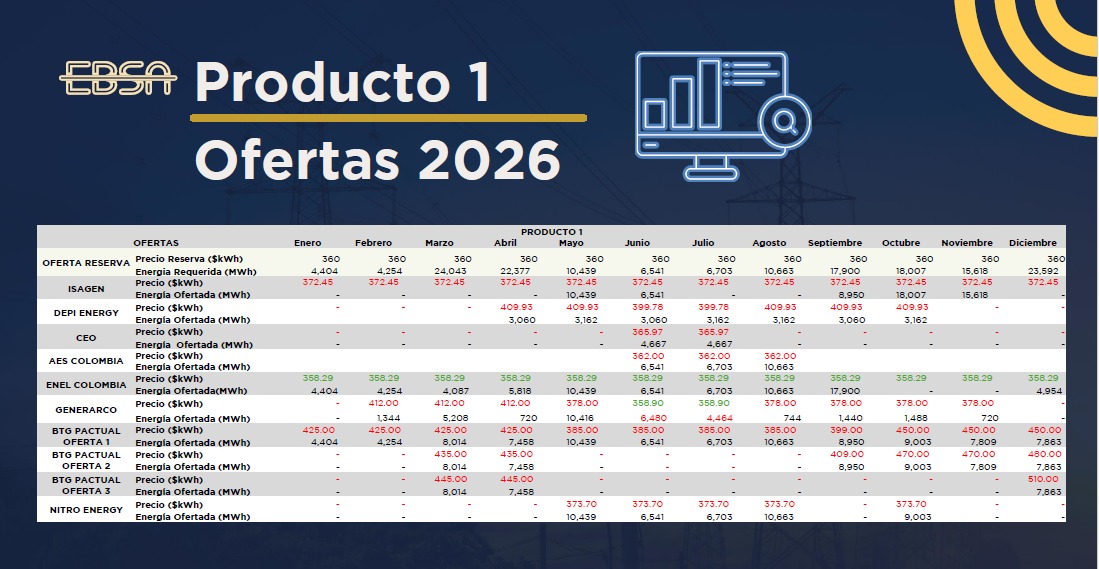 EBSA
Producto 1
Ofertas 2026
PRODUCTO 1
OFERTAS Enero Febrero Marzo Abril Mayo Junio Julio Agosto Septiembre Octubre Noviembre Diciembre
OFERTA RESERVA Precio Reserva ($kWh) 360 360 360 360 360 360 360 360 360 360 360 360
Energia Requerida (MWh) 4,404 4,254 24,043 22,377 10,439 6,541 6,703 10,663 17,900 18,007 15,618 23,592
ISAGEN Precio ($kWh) 372.45 372.45 372.45 372.45 372.45 372.45 372.45 372.45 372.45 372.45 372.45 372.45
Energía Ofertada (MWh) - - - - 10,439 6,541 - - 8,950 18,007 15,618 -
DEPI ENERGY Precio ($kWh) - - - 409.93 409.93 399.78 399.78 409.93 409.93 409.93 - -
Energía Ofertada (MWh) 3,060 3,162 3,060 3,162 3,162 3,060 3,162
CEO Precio ($kWh) - - - - - 365.97 365.97 - - - - -
Energía Ofertada (MWh) - - - - - 4,667 4,667 - - - - -
AES COLOMBIA Precio ($kWh) 362.00 362.00 362.00
Energía Ofertada (MWh) 6,541 6,703 10,663
ENEL COLOMBIA Precio ($kWh) 358.29 358.29 358.29 358.29 358.29 358.29 358.29 358.29 358.29 358.29 358.29 358.29
Energía Ofertada(MWh) 4,404 4,254 4,087 5,818 10,439 6,541 6,703 10,663 17,900 - - 4,954
GENERARCO Precio ($kWh) - 412.00 412.00 412.00 378.00 358.90 358.90 378.00 378.00 378.00 378.00 -
Energía Ofertada (MWh) - 1,344 5,208 720 10,416 6,480 4,464 744 1,440 1,488 720 -
BTG PACTUAL OFERTA 1 Precio ($kWh) 425.00 425.00 425.00 425.00 385.00 385.00 385.00 385.00 399.00 450.00 450.00 450.00
Energía Ofertada (MWh) 4,404 4,254 8,014 7,458 10,439 6,541 6,703 10,663 8,950 9,003 7,809 7,863
BTG PACTUAL OFERTA 2 Precio ($kWh) - - 435.00 435.00 - - - - 409.00 470.00 470.00 480.00
Energía Ofertada (MWh) - - 8,014 7,458 - - - - 8,950 9,003 7,809 7,863
BTG PACTUAL OFERTA 3 Precio ($kWh) - - 445.00 445.00 - - - - - - - 510.00
Energía Ofertada (MWh) - - 8,014 7,458 - - - - - - - 7,863
NITRO ENERGY Precio ($kWh) - - - - 373.70 373.70 373.70 373.70 - 373.70 - -
Energía Ofertada (MWh) - - - - 10,439 6,541 6,703 10,663 - 9,003 - -